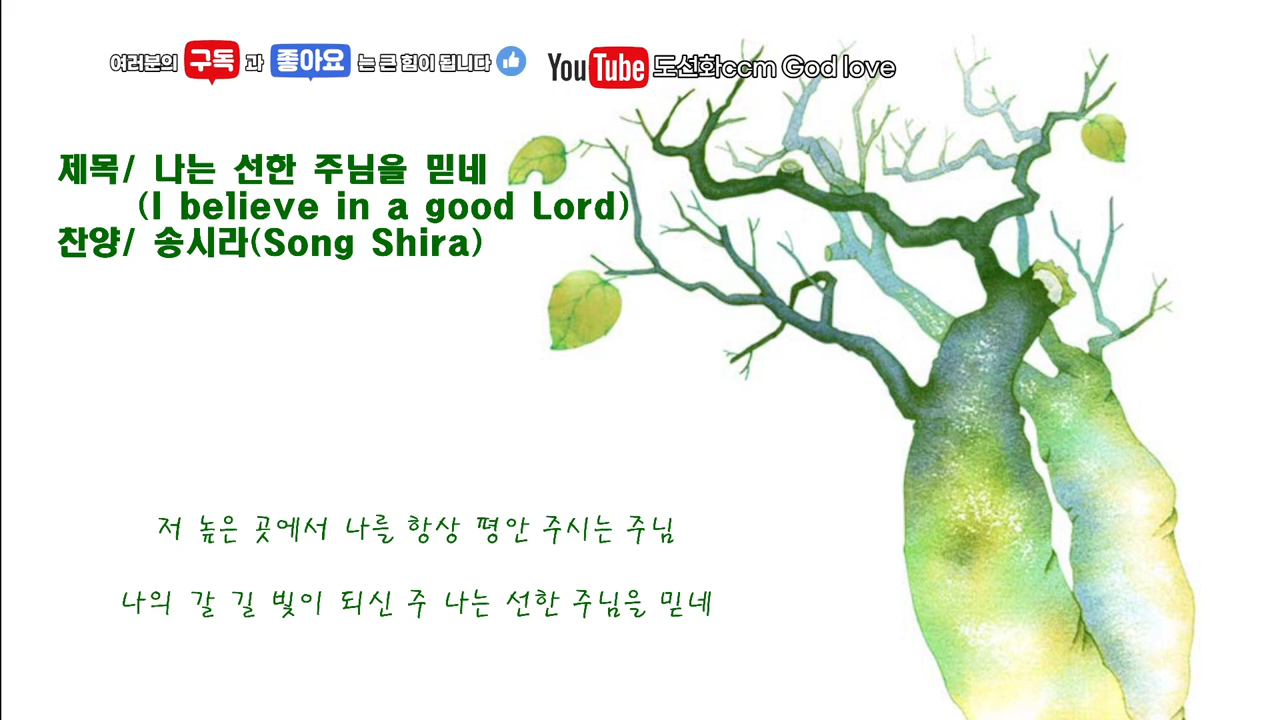 여러분의 구독 과 좋아요 는 큰 힘이 됩니다 YouTube 도선화ccm God love
제목/ 나는 선한 주님을 믿네
(I believe in a good Lord)
찬양/ 송시라(Song Shira)
저 높은 곳에서 나를 항상 평안 주시는 주님
나의 갈 길 빛이 되신 주 나는 선한 주님을 믿네